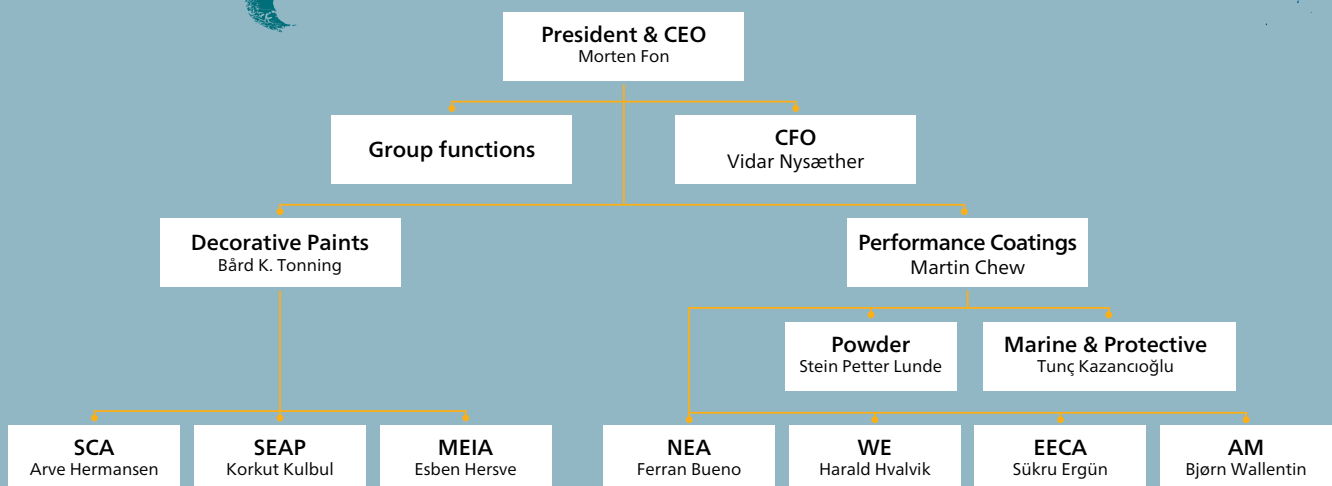 President & CEO
Morten Fon
Group functions
CFO
Vidar Nysæther
Decorative Paints
Bård K. Tonning
Performance Coatings
Martin Chew
Powder
Stein Petter Lunde
Marine & Protective
Tunç Kazancıoğlu
SCA
Arve Hermansen
SEAP
Korkut Kulbul
MEIA
Esben Hersve
NEA
Ferran Bueno
WE
Harald Hvalvik
EECA
Sükru Ergün
AM
Bjørn Wallentin